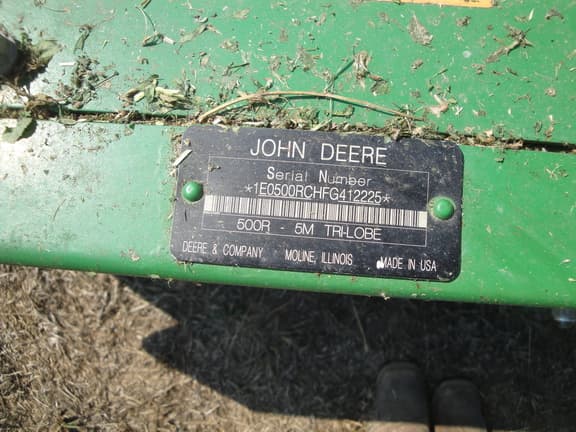 JOHN DEERE
Serial Number
*1E0500RCHFG412225*
500R - 5M TRI-LOBE
DEERE & COMPANY MOLINE, ILLINOIS MADE IN USA